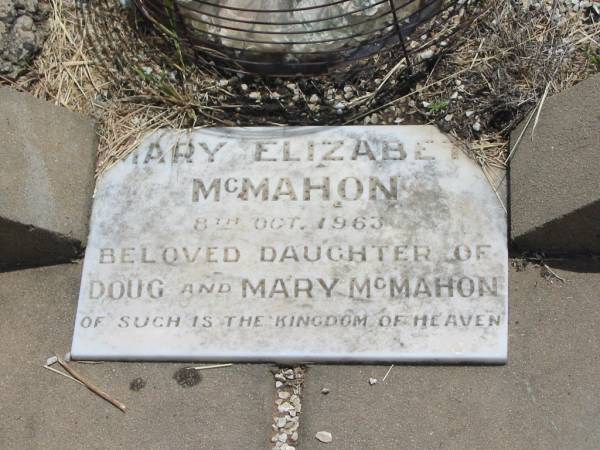 MARY ELIZABET
McMAHON
8TH OCT. 1963
BELOVED DAUGHTER OF
DOUG AND MARY McMAHON
OF SUCH IS THE KINGDOM OF HEAVEN